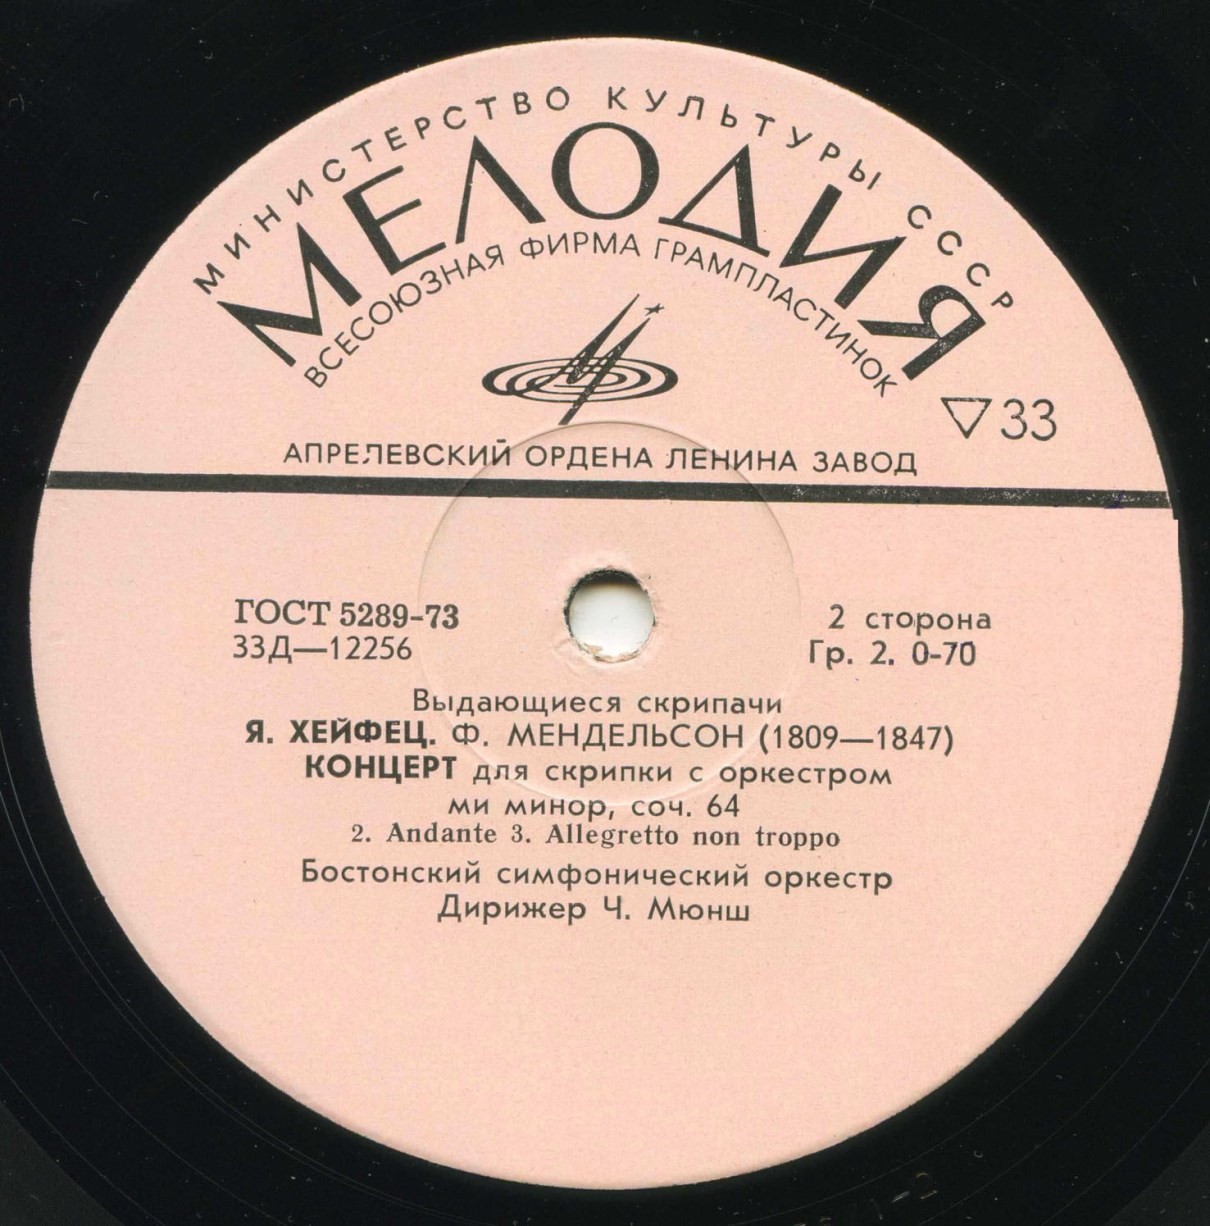 МИНИСТЕРСТВО КУЛЬТУРЫ СССР
МЕЛОДИЯ
ВСЕСОЮЗНАЯ ФИРМА ГРАМПЛАСТИНОК
33
АПРЕЛЕВСКИЙ ОРДЕНА ЛЕНИНА ЗАВОД
ГОСТ 5289-73
33Д—12256
2 сторона
Гр. 2. 0-70
Выдающиеся скрипачи
Я. ХЕЙФЕЦ. Ф. МЕНДЕЛЬСОН (1809—1847)
КОНЦЕРТ для скрипки с оркестром
ми минор, соч. 64
2. Andante 3. Allegretto non troppo
Бостонский симфонический оркестр
Дирижер Ч. Мюнш